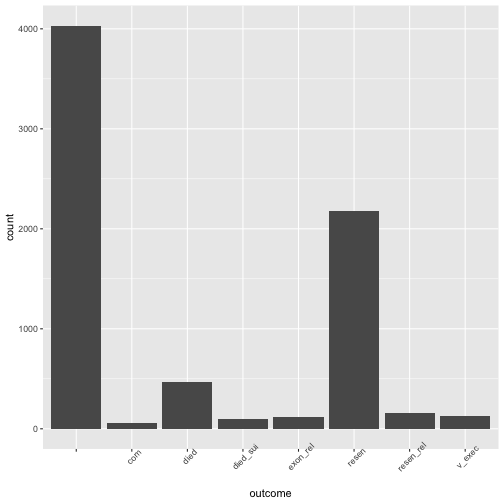 4000
3000
2000
1000
0
count
com
died
died_sui
exon_rel
resen
resen_rel
v_exec
outcome